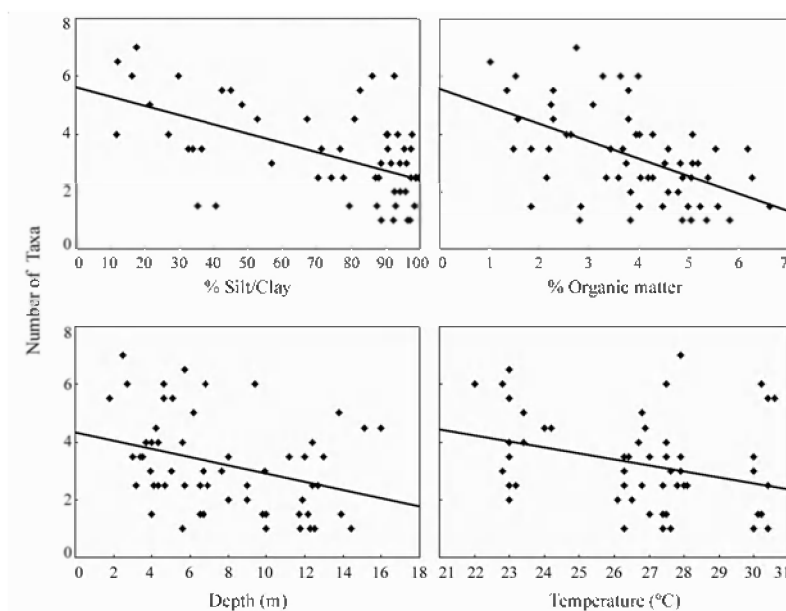 Number of Taxa
8
6
4
2
0
0 10 20 30 40 50 60 70 80 90 100
% Silt/Clay
0 1 2 3 4 5 6 7
% Organic matter
8
6
4
2
0
0 2 4 6 8 10 12 14 16 18
Depth (m)
21 22 23 24 25 26 27 28 29 30 31
Temperature (°C)